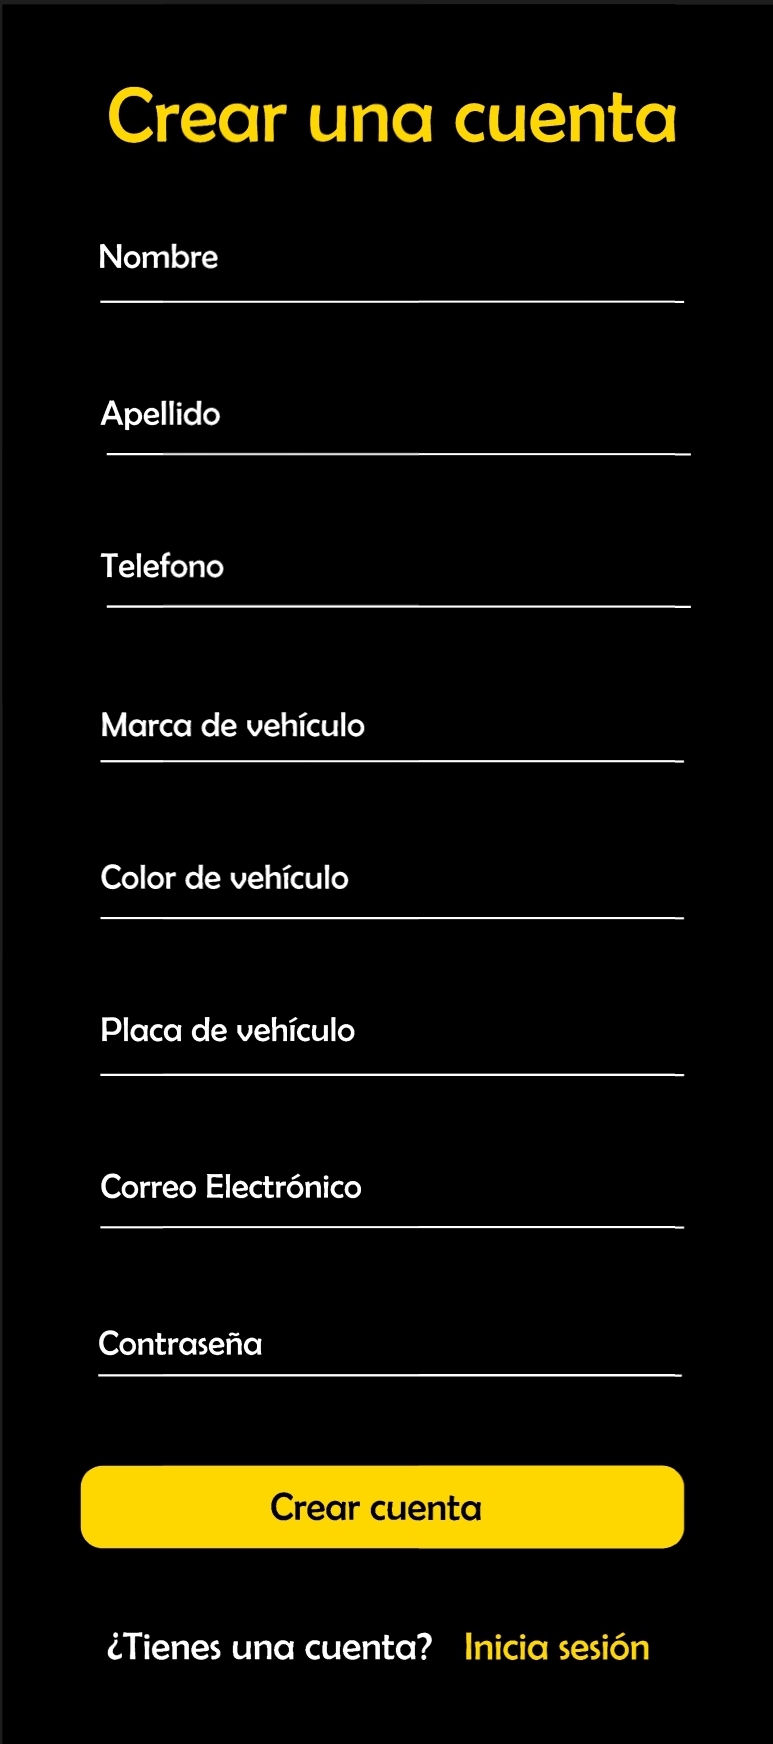 Crear una cuenta
Nombre
Apellido
Telefono
Marca de vehículo
Color de vehículo
Placa de vehículo
Correo Electrónico
Contraseña
Crear cuenta
¿Tienes una cuenta? Inicia sesión